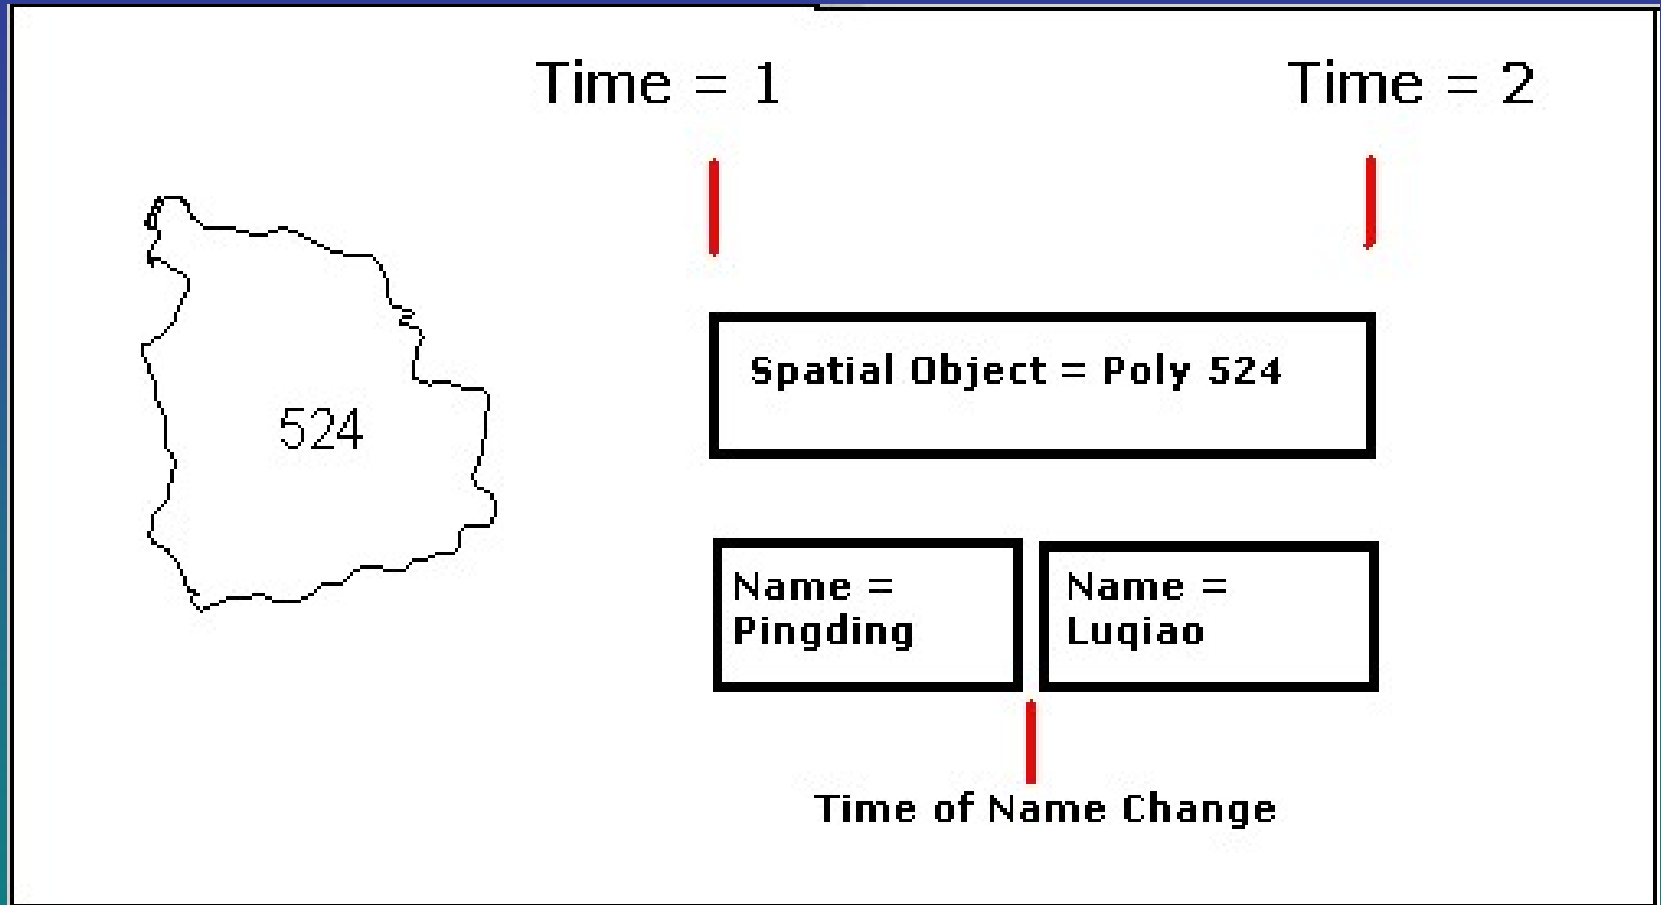 Time = 1
Time = 2
524
Spatial Object = Poly 524
Name =
Pingding
Name =
Luqiao
Time of Name Change